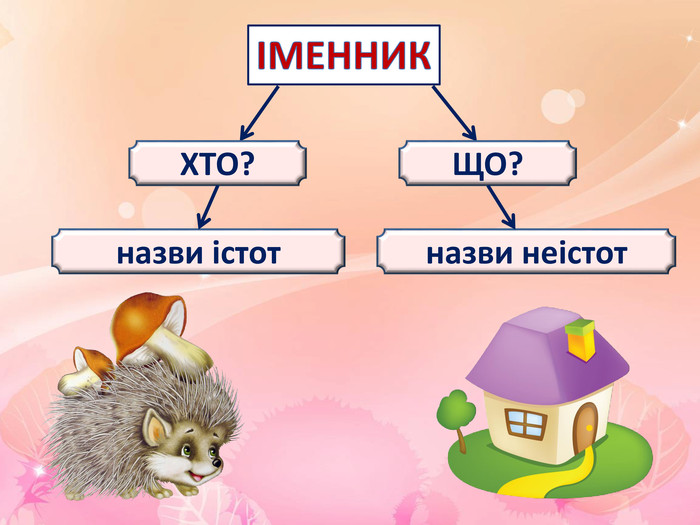 ІМЕННИК
ХТО?
ЩО?
назви істот
назви неістот